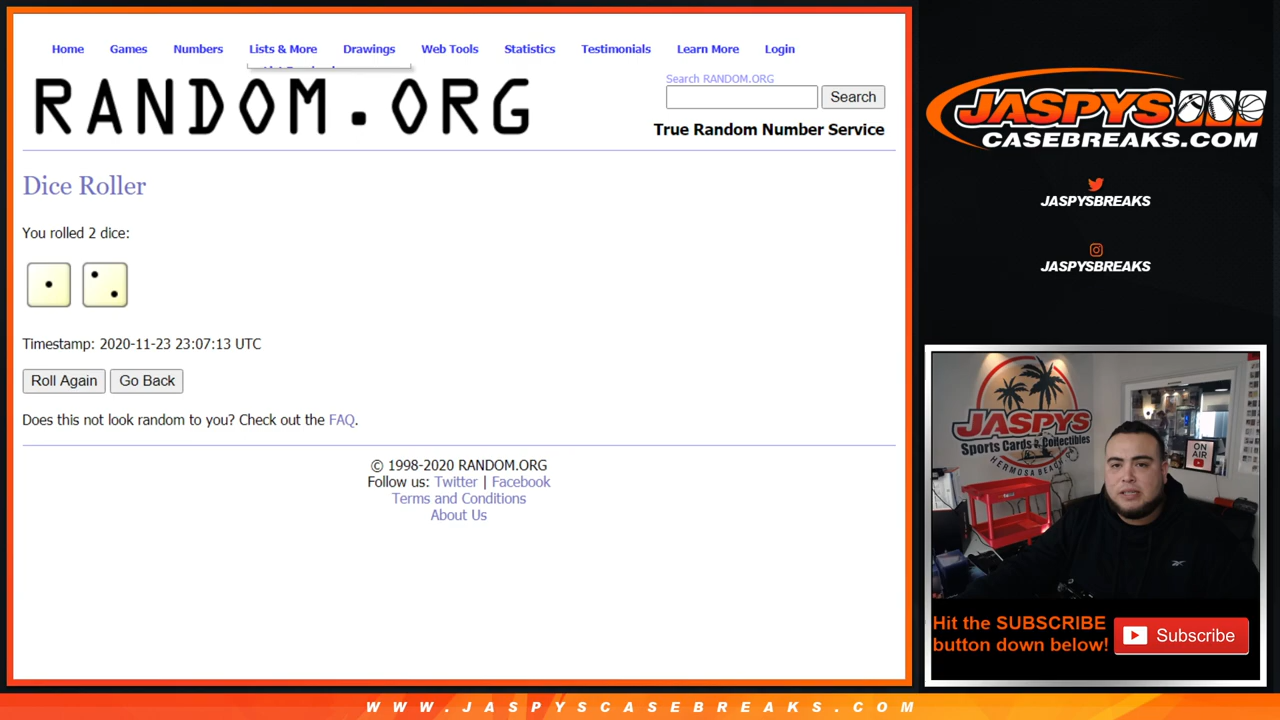 Home Games Numbers Lists & More Drawings Web Tools Statistics Testimonials Learn More Login
RANDOM.ORG
Search RANDOM.ORG
Search
True Random Number Service
Dice Roller
You rolled 2 dice:
Timestamp: 2020-11-23 23:07:13 UTC
Roll Again Go Back
Does this not look random to you? Check out the FAQ.
© 1998-2020 RANDOM.ORG
Follow us: Twitter | Facebook
Terms and Conditions
About Us
JASPYS
CASEBREAKS.COM
JASPYSBREAKS
JASPYSBREAKS
JASPYS
Sports Cards & Collectibles
HERMOSA BEACH
ON
AIR
Hit the SUBSCRIBE
button down below!
Subscribe
WWW.JASPYSCASEBREAKS.COM